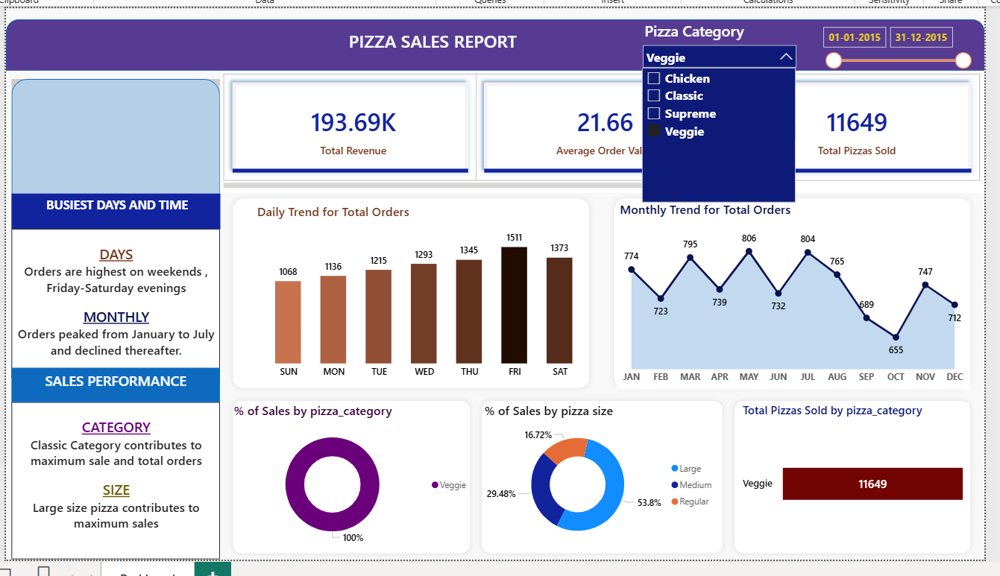 Clipboard
Data
Queries
Insert
Calculations
Sensitivity
Share
PIZZA SALES REPORT
Pizza Category
01-01-2015 31-12-2015
Veggie
Chicken
Classic
Supreme
Veggie
193.69K
Total Revenue
21.66
Average Order Val
11649
Total Pizzas Sold
BUSIEST DAYS AND TIME
DAYS
Orders are highest on weekends ,
Friday-Saturday evenings
MONTHLY
Orders peaked from January to July
and declined thereafter.
SALES PERFORMANCE
CATEGORY
Classic Category contributes to
maximum sale and total orders
SIZE
Large size pizza contributes to
maximum sales
Daily Trend for Total Orders
1068 1136 1215 1293 1345 1511 1373
SUN MON TUE WED THU FRI SAT
Monthly Trend for Total Orders
774 723 795 739 806 732 804 765 689 655 747 712
JAN FEB MAR APR MAY JUN JUL AUG SEP OCT NOV DEC
% of Sales by pizza_category
Veggie
100%
% of Sales by pizza size
16.72%
29.48%
53.8%
Large
Medium
Regular
Total Pizzas Sold by pizza_category
Veggie 11649